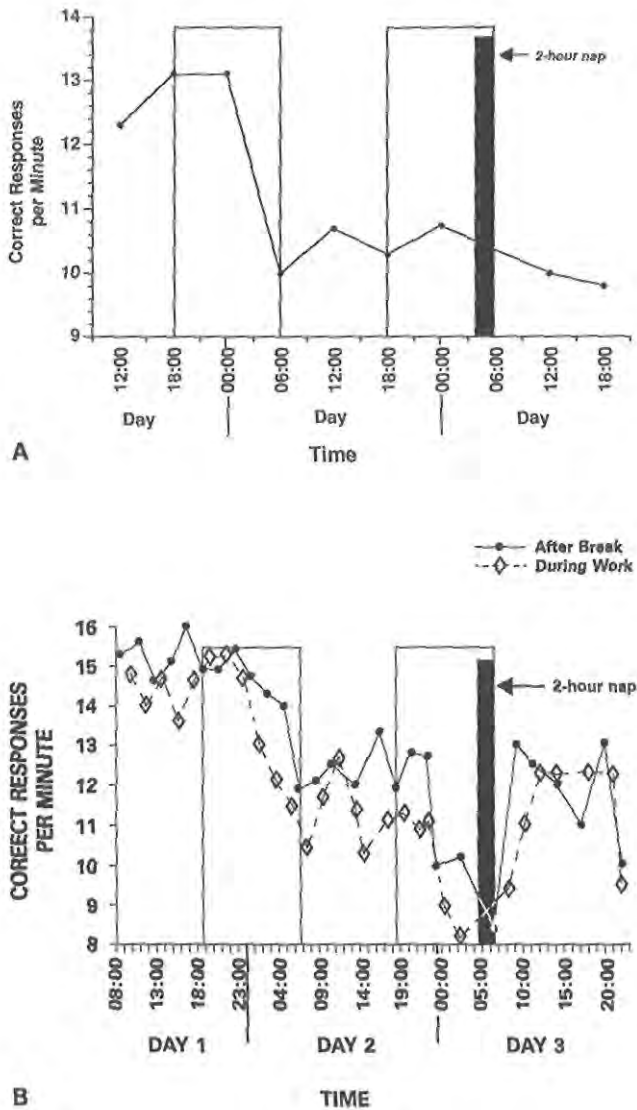 14
13
12
11
10
9
Correct Responses
per Minute
2-hour nap
12:00 18:00 00:00 06:00 12:00 18:00 00:00 06:00 12:00 18:00
Day Day Day
A
Time
After Break
During Work
16
15
14
13
12
11
10
9
8
COREECT RESPONSES
PER MINUTE
2-hour nap
08:00 13:00 18:00 23:00 04:00 09:00 14:00 19:00 00:00 05:00 10:00 15:00 20:00
DAY 1 DAY 2 DAY 3
B
TIME